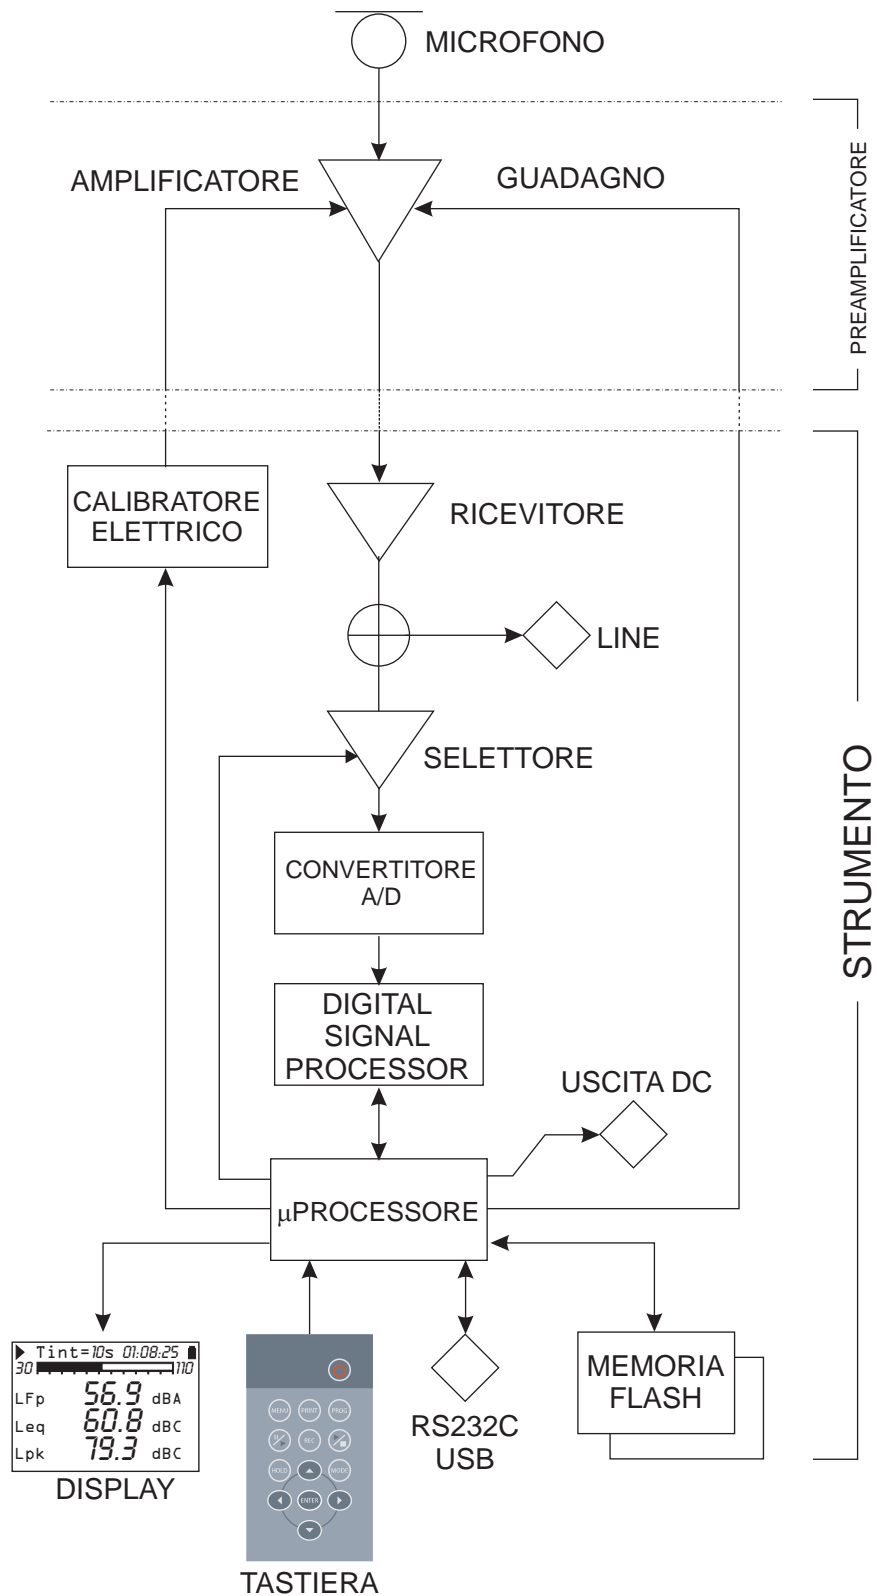 MICROFONO
AMPLIFICATORE
GUADAGNO
PREAMPLIFICATORE
CALIBRATORE
ELETTRICO
RICEVITORE
LINE
SELETTORE
STRUMENTO
CONVERTITORE
A/D
DIGITAL
SIGNAL
PROCESSOR
USCITA DC
µPROCESSORE
Tint=10s 01:08:25
30 110
LFp 56.9 dBA
Leq 60.8 dBC
Lpk 79.3 dBC
DISPLAY
MENU PRINT PROG
REC
HOLD MODE
ENTER
TASTIERA
RS232C
USB
MEMORIA
FLASH